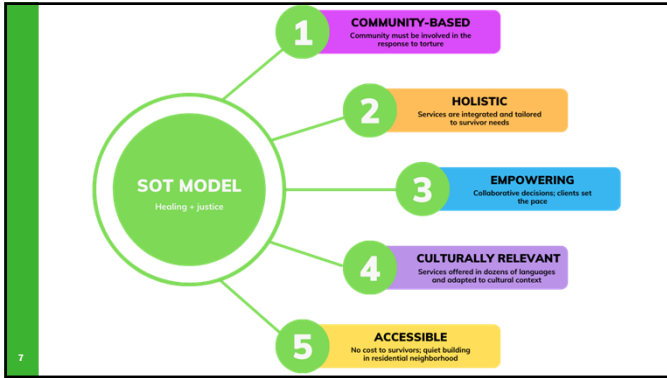 1
COMMUNITY-BASED
Community must be involved in the
response to torture
2
HOLISTIC
Services are integrated and tailored
to survivor needs
SOT MODEL
Healing + justice
3
EMPOWERING
Collaborative decisions; clients set
the pace
4
CULTURALLY RELEVANT
Services offered in dozens of languages
and adapted to cultural context
5
ACCESSIBLE
No cost to survivors; quiet building
in residential neighborhood
7